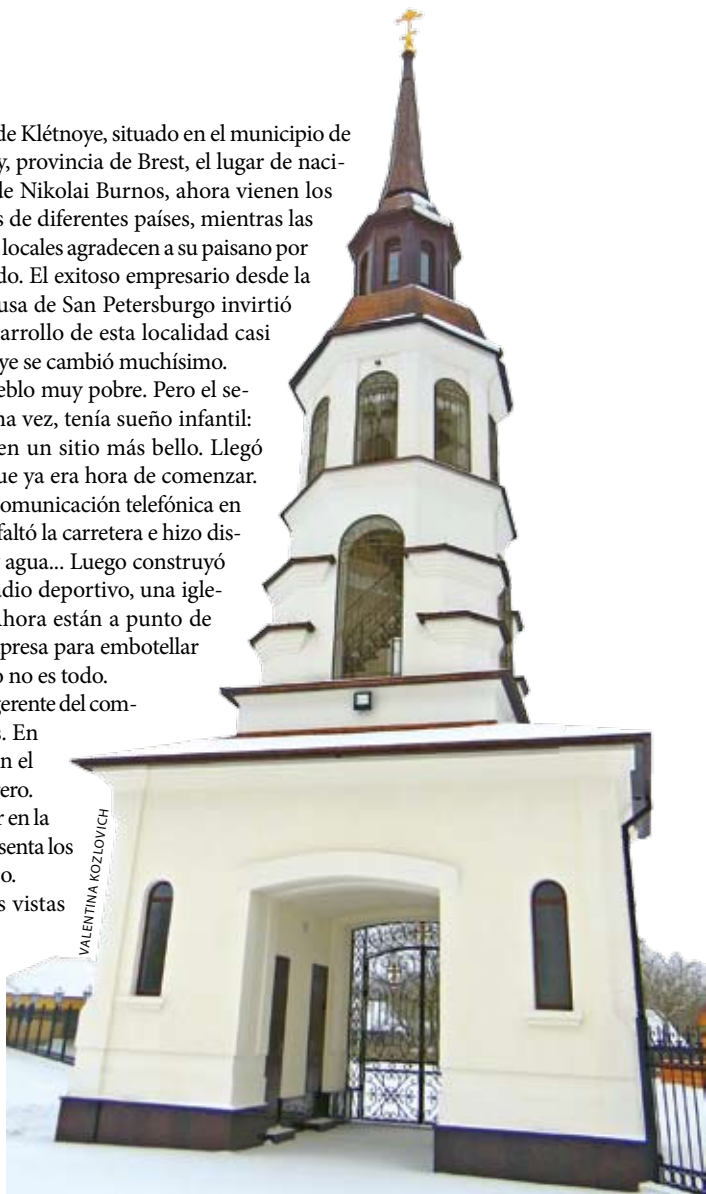 de Klétnoye, situado en el municipio de
y, provincia de Brest, el lugar de naci-
de Nikolai Burnos, ahora vienen los
s de diferentes países, mientras las
locales agradecen a su paisano por
do. El exitoso empresario desde la
usa de San Petersburgo invirtió
arrollo de esta localidad casi
ye se cambió muchísimo.
eblo muy pobre. Pero el se-
na vez, tenía sueño infantil:
en un sitio más bello. Llegó
ue ya era hora de comenzar.
comunicación telefónica en
faltó la carretera e hizo dis-
y agua... Luego construyó
adio deportivo, una igle-
Ahora están a punto de
presa para embotellar
o no es todo.
gerente del com-
s. En
n el
ero.
r en la
senta los
o.
s vistas
VALENTINA KOZLOVICH